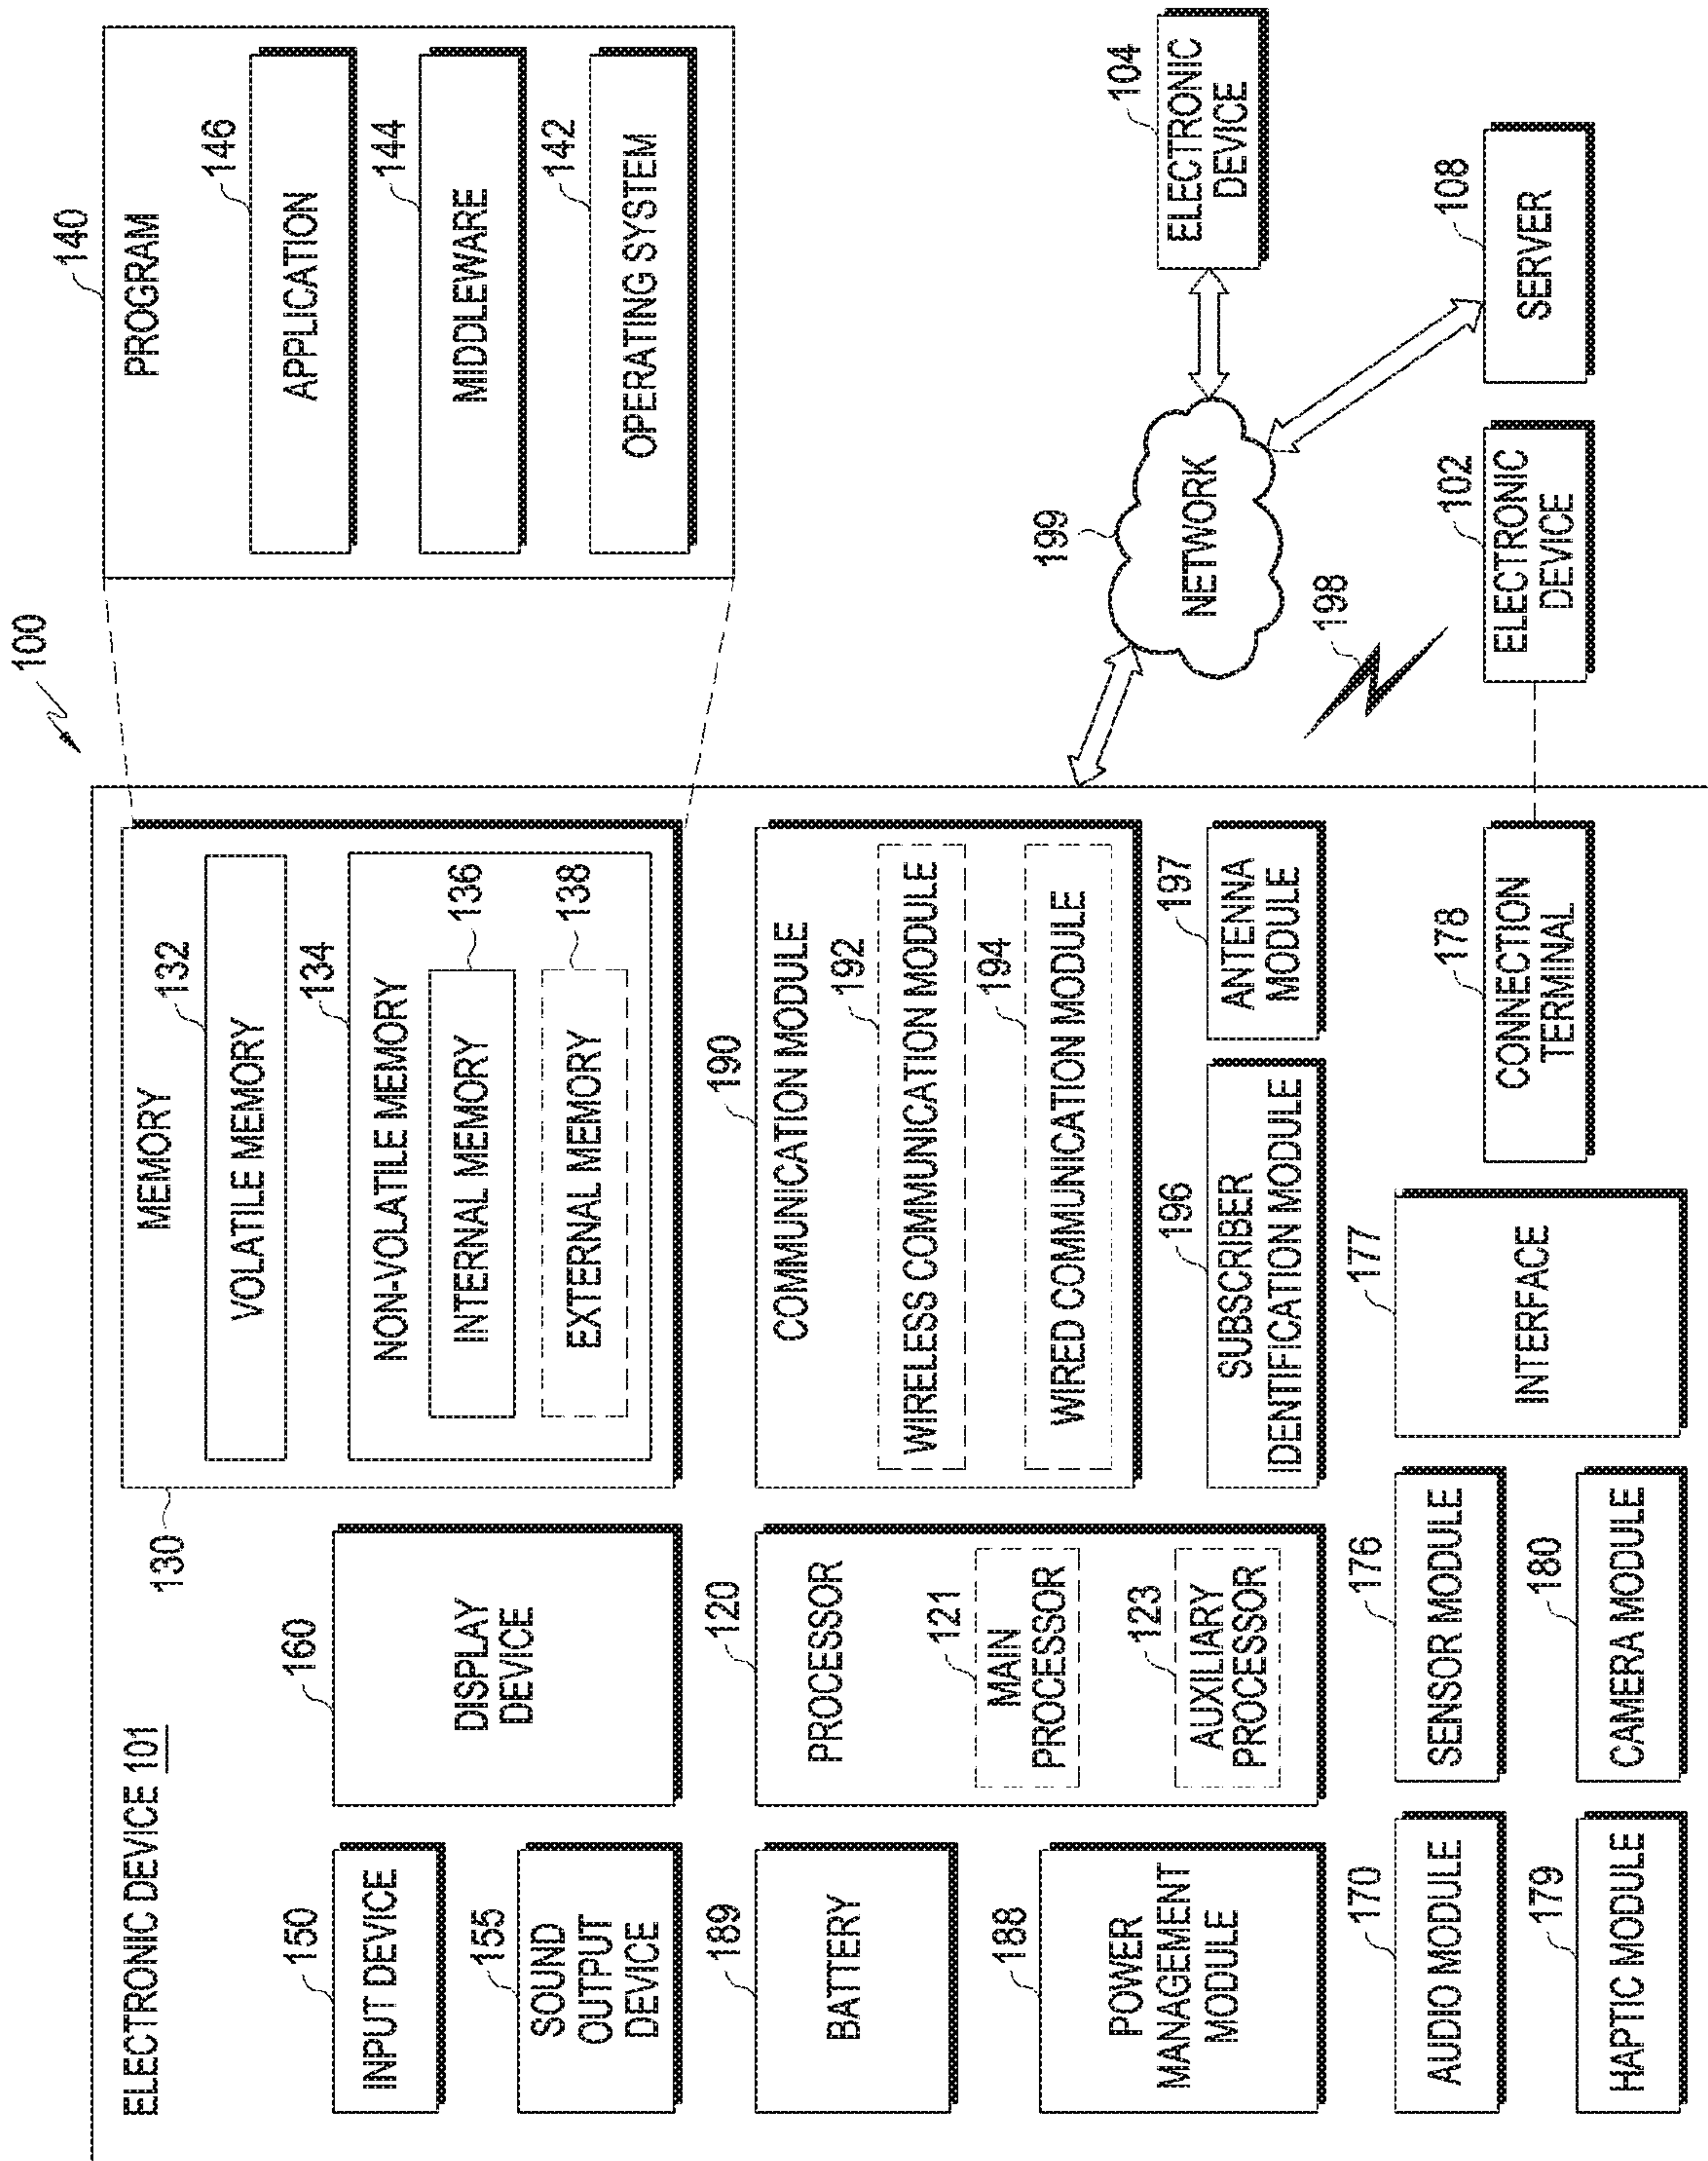 100
ELECTRONIC DEVICE 101
150
INPUT DEVICE
155
SOUND
OUTPUT
DEVICE
189
BATTERY
188
POWER
MANAGEMENT
MODULE
170
AUDIO MODULE
179
HAPTIC MODULE
160
DISPLAY
DEVICE
120
PROCESSOR
121
MAIN
PROCESSOR
123
AUXILIARY
PROCESSOR
176
SENSOR MODULE
180
CAMERA MODULE
130
MEMORY
132
VOLATILE MEMORY
134
NON-VOLATILE MEMORY
136
INTERNAL MEMORY
138
EXTERNAL MEMORY
190
COMMUNICATION MODULE
192
WIRELESS COMMUNICATION MODULE
194
WIRED COMMUNICATION MODULE
196
SUBSCRIBER
IDENTIFICATION MODULE
197
ANTENNA
MODULE
177
INTERFACE
178
CONNECTION
TERMINAL
140
PROGRAM
146
APPLICATION
144
MIDDLEWARE
142
OPERATING SYSTEM
199
NETWORK
198
104
ELECTRONIC
DEVICE
102
ELECTRONIC
DEVICE
108
SERVER